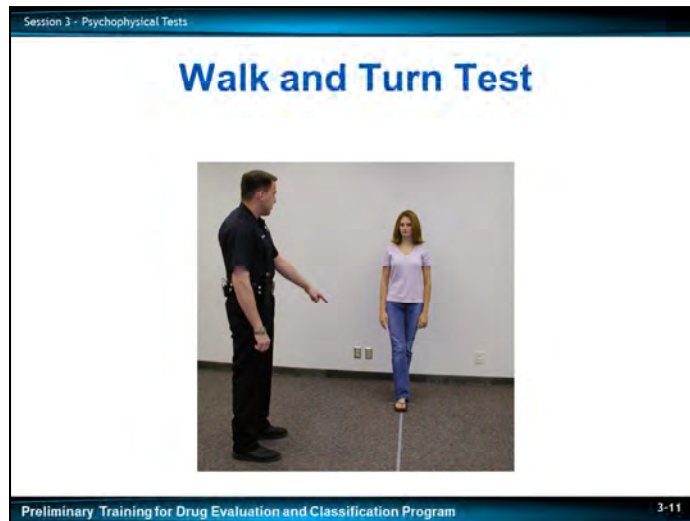 Session 3 - Psychophysical Tests
Walk and Turn Test
Preliminary Training for Drug Evaluation and Classification Program
3-11